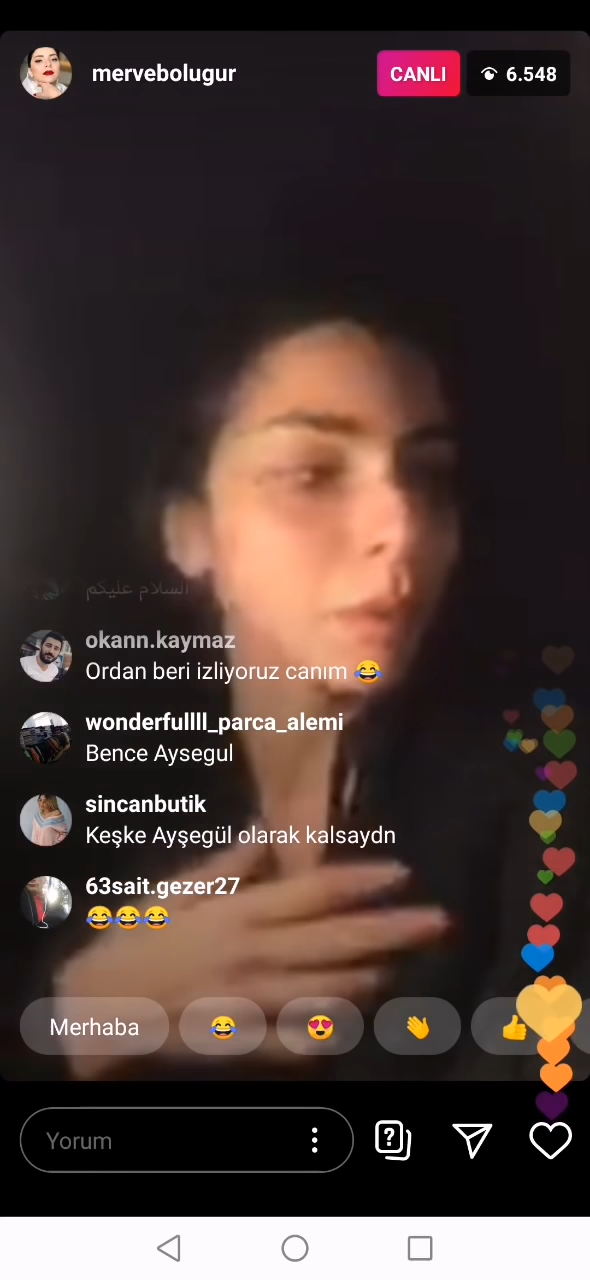 mervebolugur
CANLI
6.548
السلام عليكم
okann.kaymaz
Ordan beri izliyoruz canım 😂
wonderfullll_parca_alemi
Bence Aysegul
sincanbutik
Keşke Ayşegül olarak kalsaydn
63sait.gezer27
😂😂😂
Merhaba 😂 😍 👋 👍
Yorum